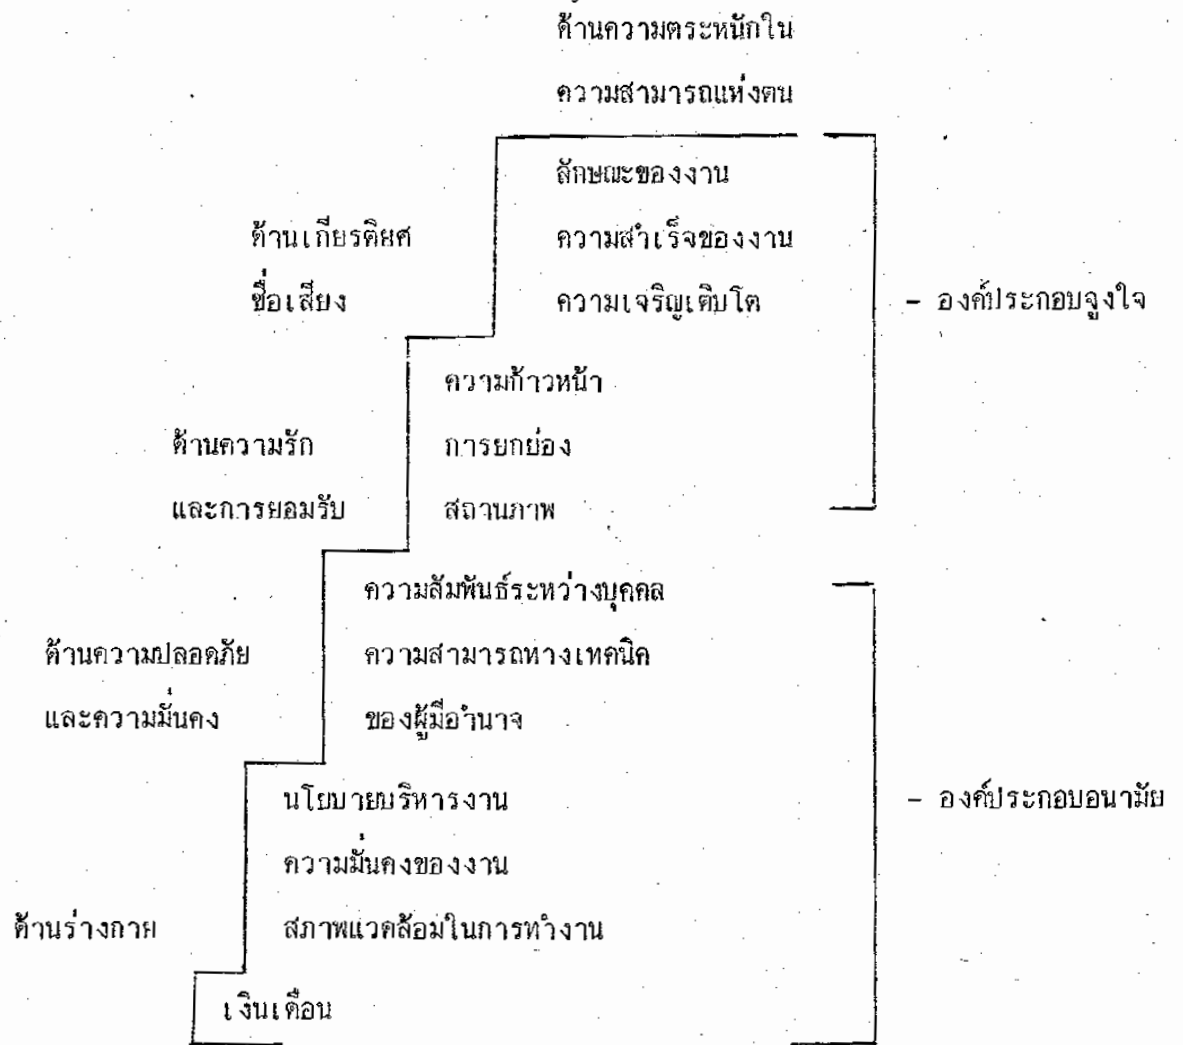 ด้านความตระหนักใน
ความสามารถแห่งตน
ลักษณะของงาน
ด้านเกียรติยศ ความสำเร็จของงาน
ชื่อเสียง ความเจริญเติบโต - องค์ประกอบจูงใจ
ความก้าวหน้า
ด้านความรัก การยกย่อง
และการยอมรับ สถานภาพ
ความสัมพันธ์ระหว่างบุคคล
ด้านความปลอดภัย ความสามารถทางเทคนิค
และความมั่นคง ของผู้มีอำนาจ
นโยบายบริหารงาน - องค์ประกอบอนามัย
ความมั่นคงของงาน
ด้านร่างกาย สภาพแวดล้อมในการทำงาน
เงินเดือน